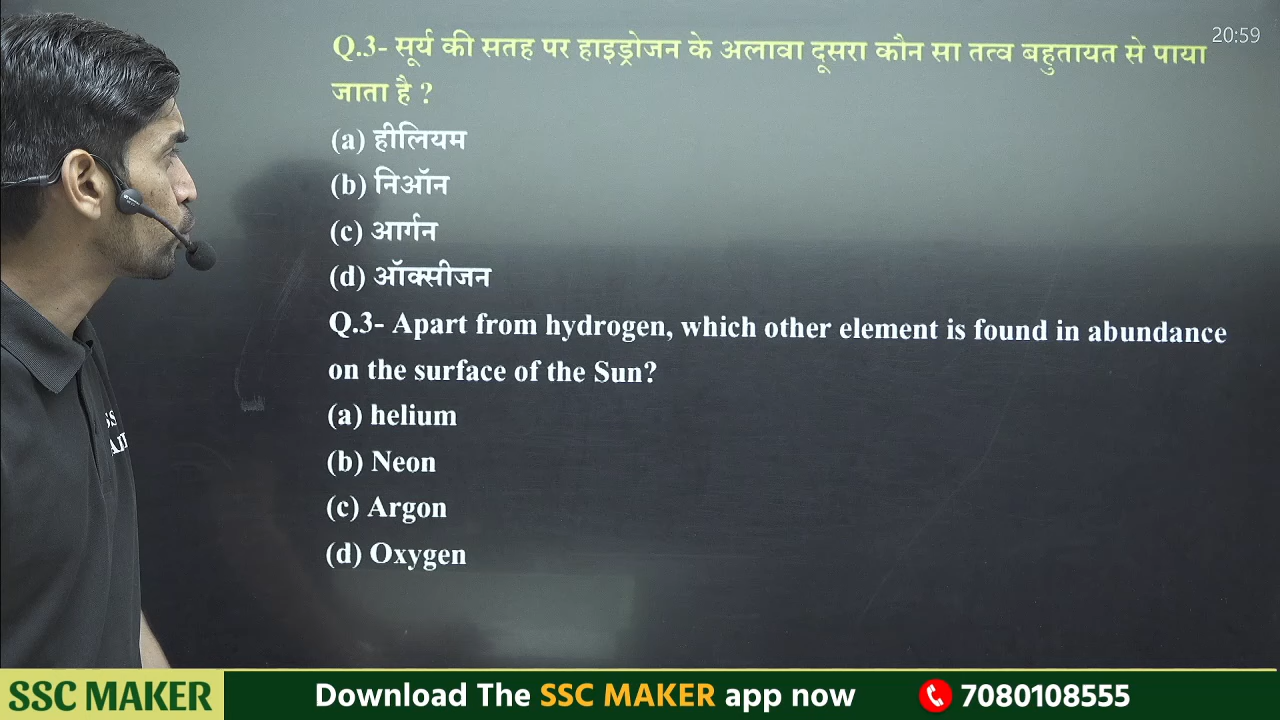 20:59
Q.3- सूर्य की सतह पर हाइड्रोजन के अलावा दूसरा कौन सा तत्व बहुतायत से पाया
जाता है ?
(a) हीलियम
(b) निऑन
(c) आर्गन
(d) ऑक्सीजन
Q.3- Apart from hydrogen, which other element is found in abundance
on the surface of the Sun?
(a) helium
(b) Neon
(c) Argon
(d) Oxygen
SSC MAKER
Download The SSC MAKER app now
7080108555